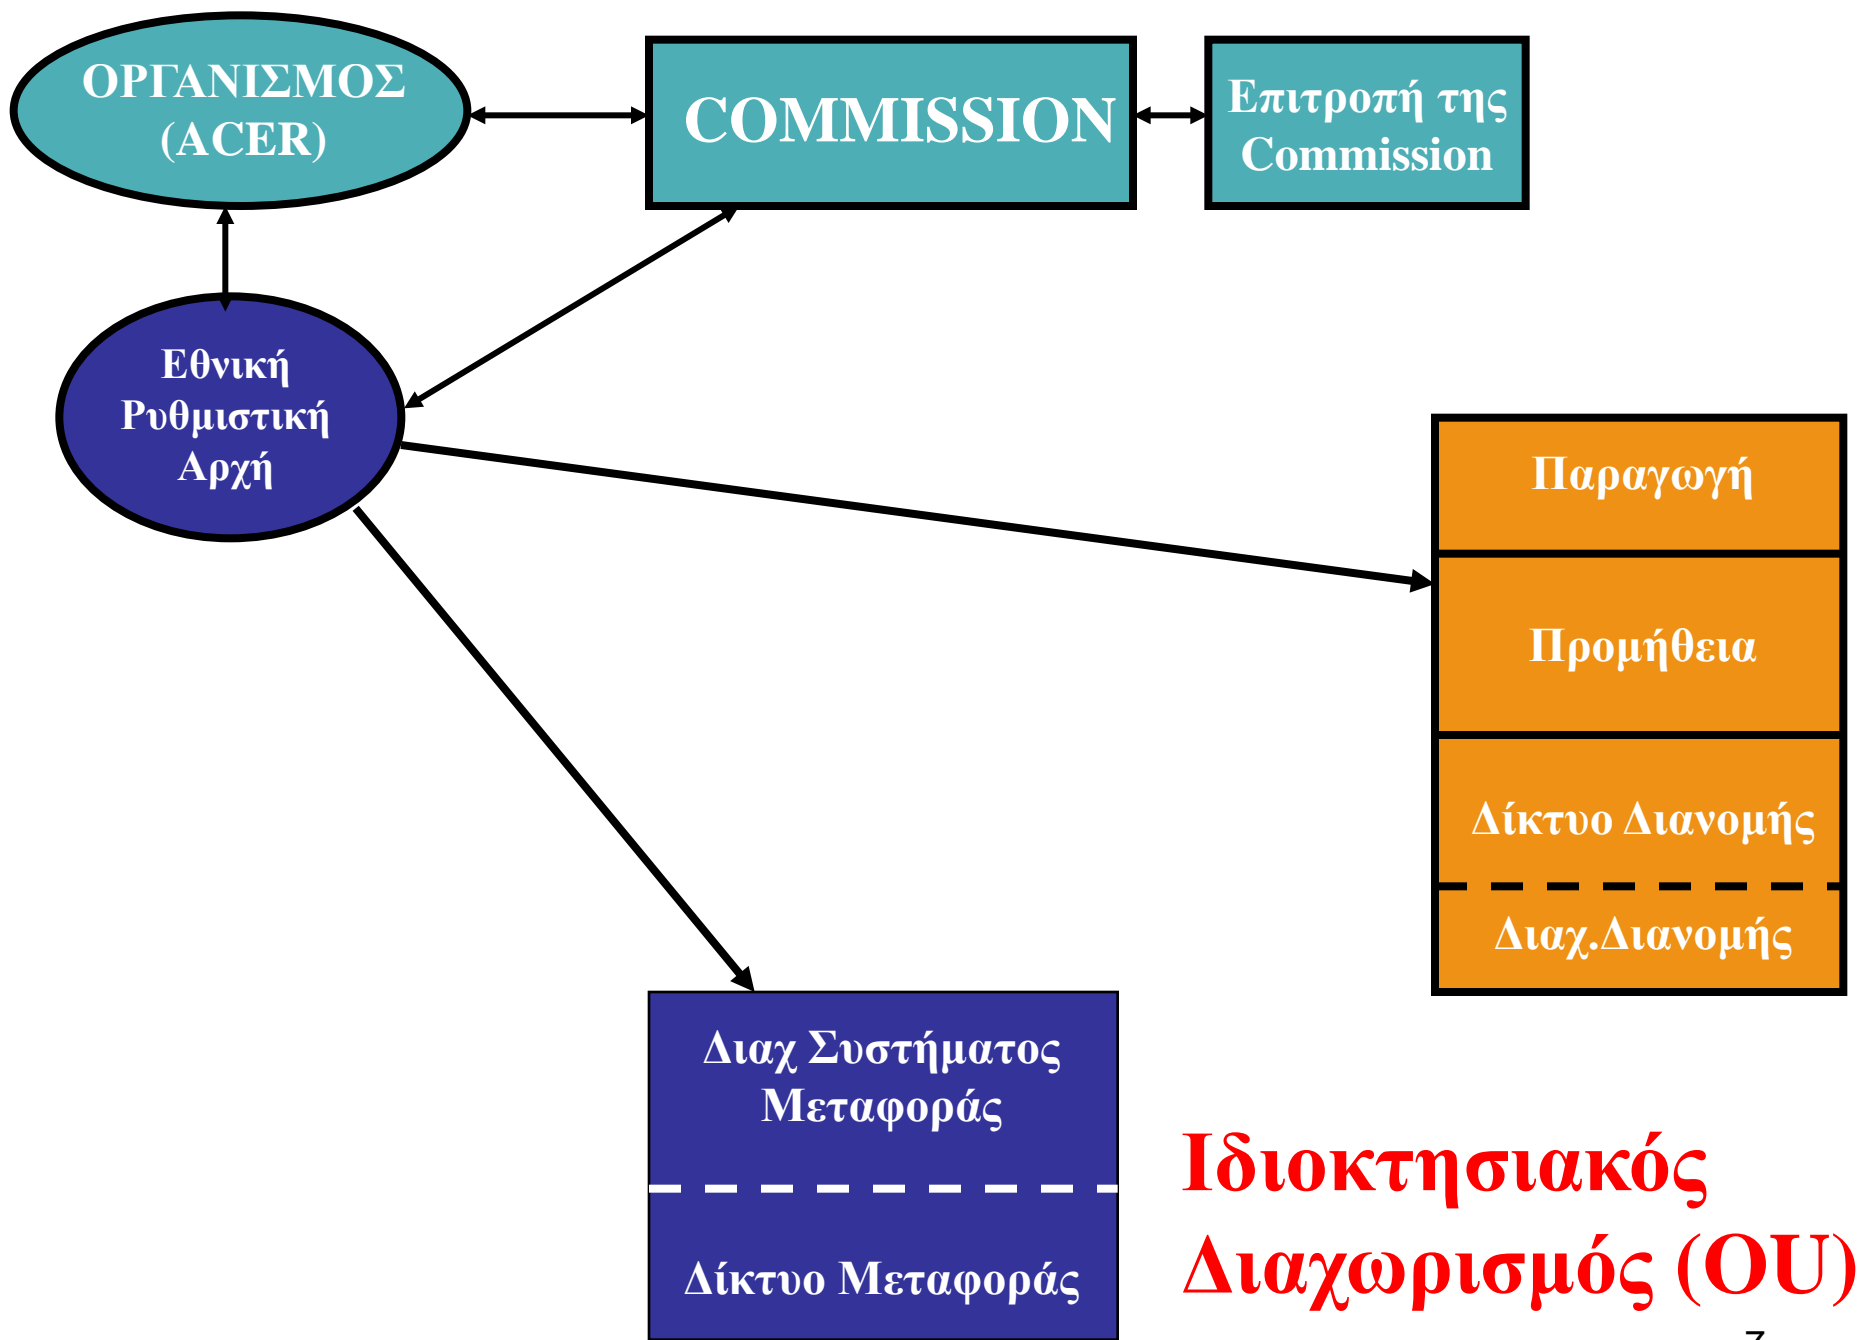 ΟΡΓΑΝΙΣΜΟΣ
(ACER)
COMMISSION
Επιτροπή της
Commission
Εθνική
Ρυθμιστική
Αρχή
Παραγωγή
Προμήθεια
Δίκτυο Διανομής
Διαχ.Διανομής
Διαχ Συστήματος
Μεταφοράς
Δίκτυο Μεταφοράς
Ιδιοκτησιακός
Διαχωρισμός (OU)